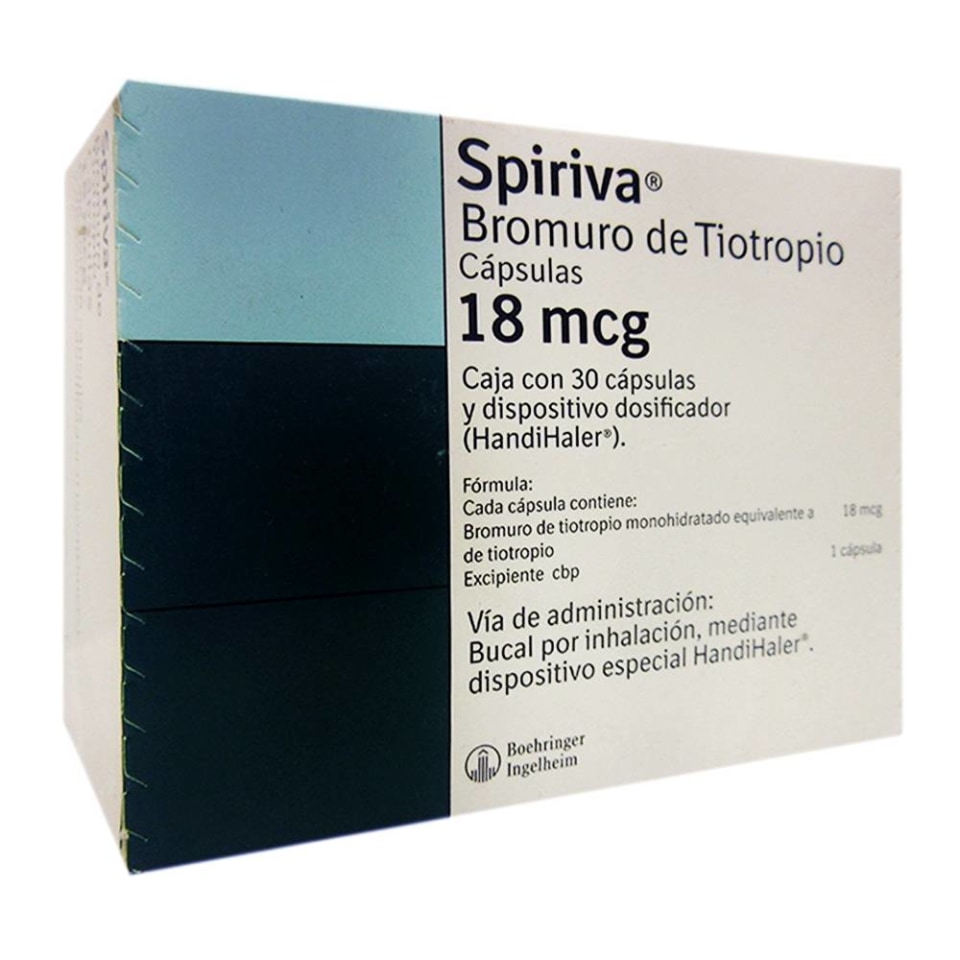 Spiriva®
Bromuro de Tiotropio
Cápsulas
18 mcg
Caja con 30 cápsulas
y dispositivo dosificador
(HandiHaler®).
Fórmula:
Cada cápsula contiene:
Bromuro de tiotropio monohidratado equivalente a 18 mcg
de tiotropio
Excipiente cbp 1 cápsula
Vía de administración:
Bucal por inhalación, mediante
dispositivo especial HandiHaler®.
Boehringer
Ingelheim
Spiriva®